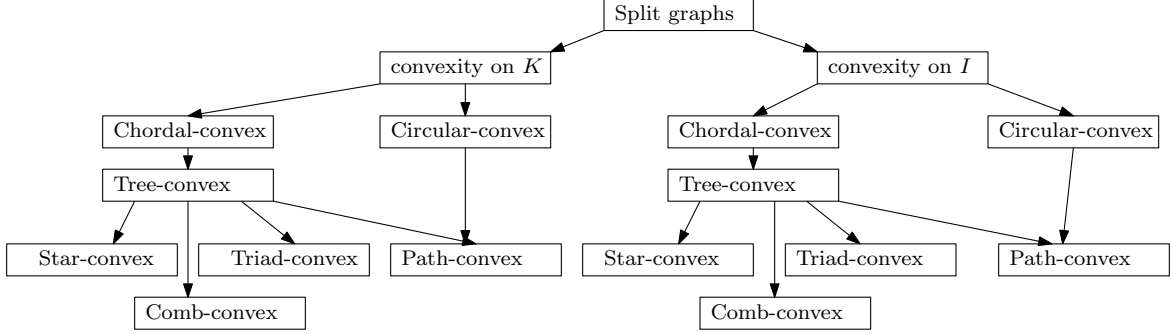 Split graphs
convexity on K
convexity on I
Chordal-convex
Circular-convex
Chordal-convex
Circular-convex
Tree-convex
Tree-convex
Star-convex
Triad-convex
Path-convex
Star-convex
Triad-convex
Path-convex
Comb-convex
Comb-convex